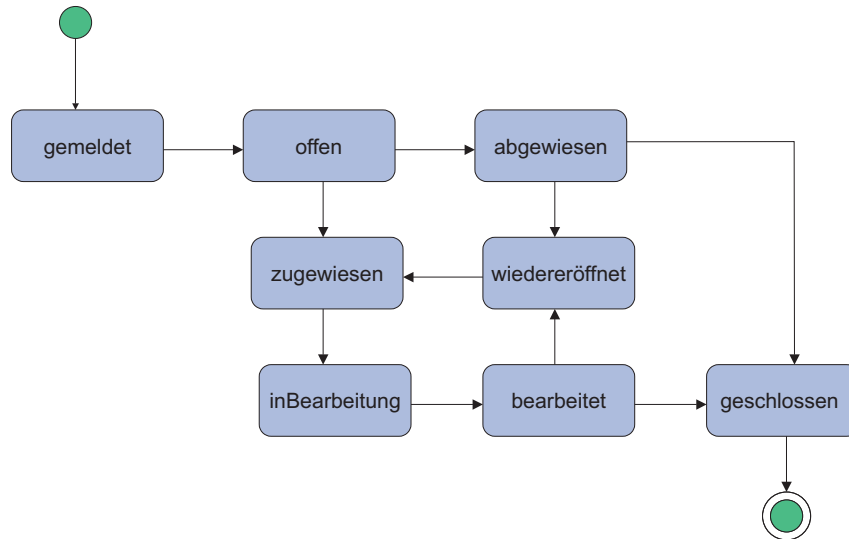 gemeldet
offen
abgewiesen
zugewiesen
wiedereröffnet
inBearbeitung
bearbeitet
geschlossen